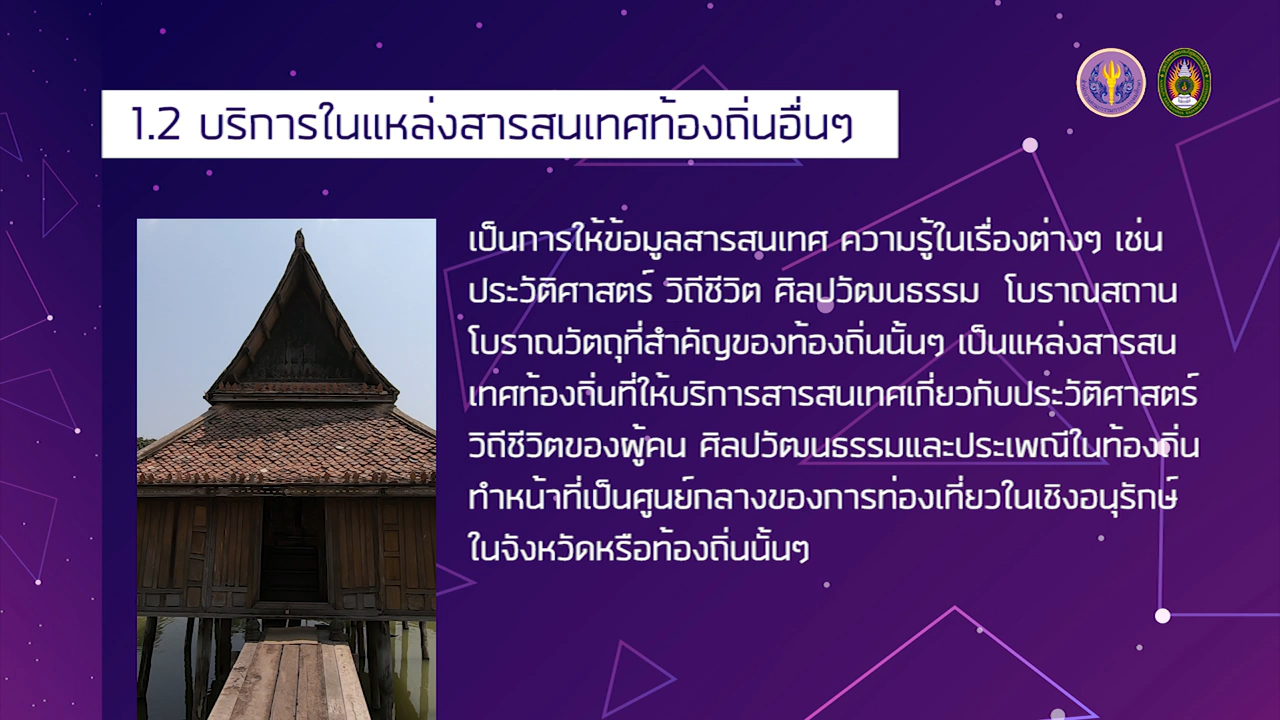 1.2 บริการในแหล่งสารสนเทศท้องถิ่นอื่นๆ
เป็นการให้ข้อมูลสารสนเทศ ความรู้ในเรื่องต่างๆ เช่น
ประวัติศาสตร์ วิถีชีวิต ศิลปวัฒนธรรม โบราณสถาน
โบราณวัตถุที่สำคัญของท้องถิ่นนั้นๆ เป็นแหล่งสารสน
เทศท้องถิ่นที่ให้บริการสารสนเทศเกี่ยวกับประวัติศาสตร์
วิถีชีวิตของผู้คน ศิลปวัฒนธรรมและประเพณีในท้องถิ่น
ทำหน้าที่เป็นศูนย์กลางของการท่องเที่ยวในเชิงอนุรักษ์
ในจังหวัดหรือท้องถิ่นนั้นๆ